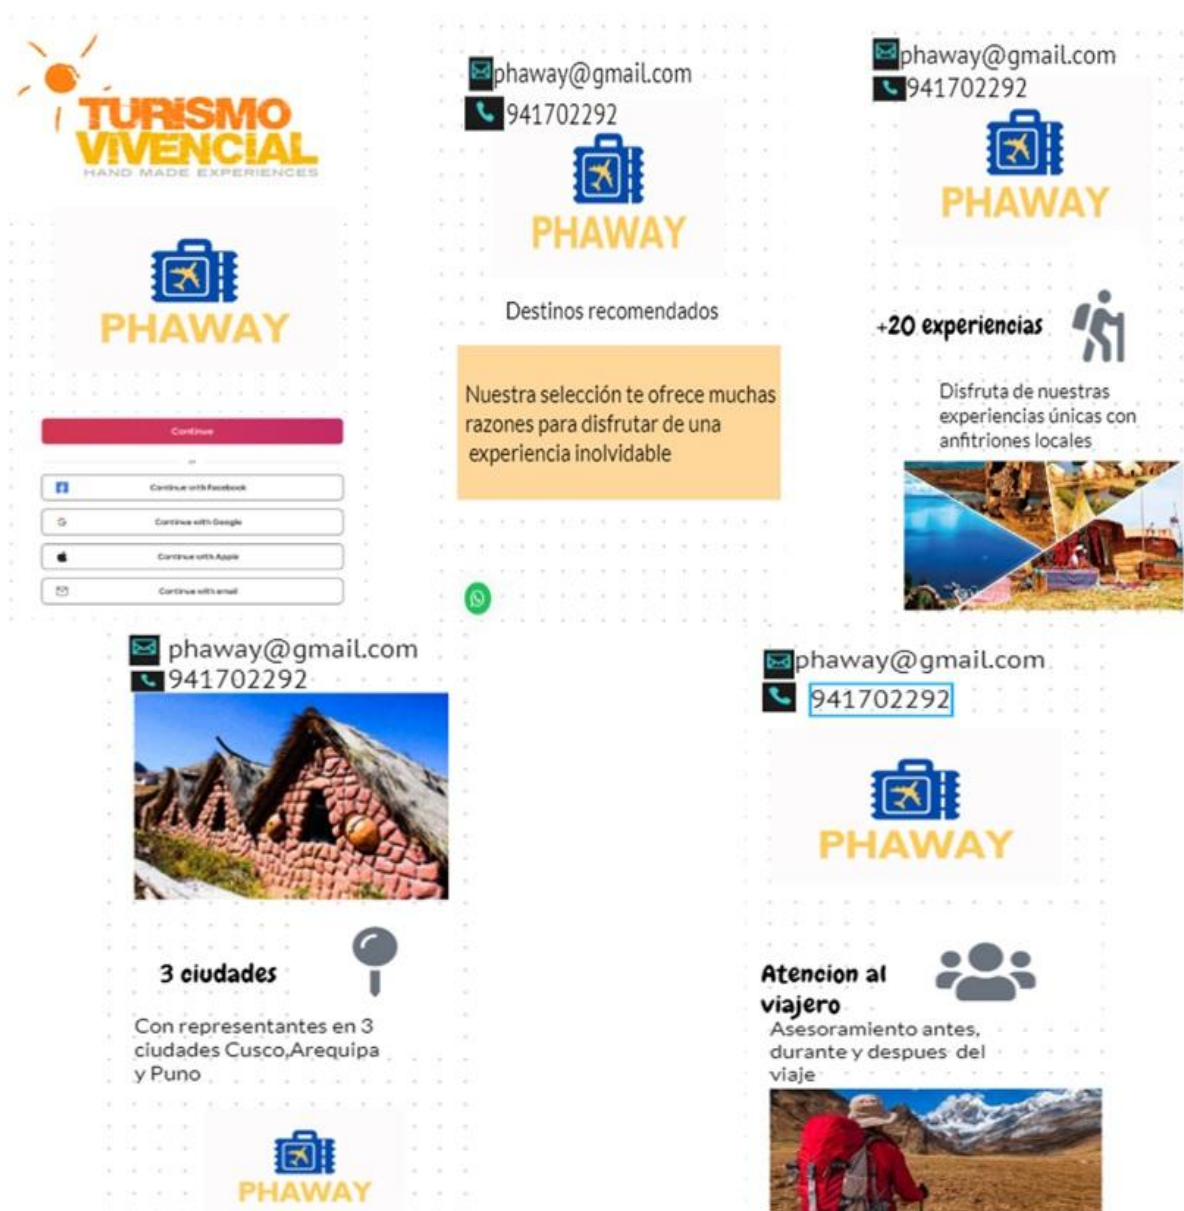 TURISMO
VIVENCIAL
HAND MADE EXPERIENCES
PHAWAY
Continue
or
Continue with Facebook
Continue with Google
Continue with Apple
Continue with email
phaway@gmail.com
941702292
PHAWAY
Destinos recomendados
Nuestra selección te ofrece muchas
razones para disfrutar de una
experiencia inolvidable
phaway@gmail.com
941702292
PHAWAY
+20 experiencias
Disfruta de nuestras
experiencias únicas con
anfitriones locales
phaway@gmail.com
941702292
3 ciudades
Con representantes en 3
ciudades Cusco,Arequipa
y Puno
PHAWAY
phaway@gmail.com
941702292
PHAWAY
Atencion al
viajero
Asesoramiento antes,
durante y despues del
viaje